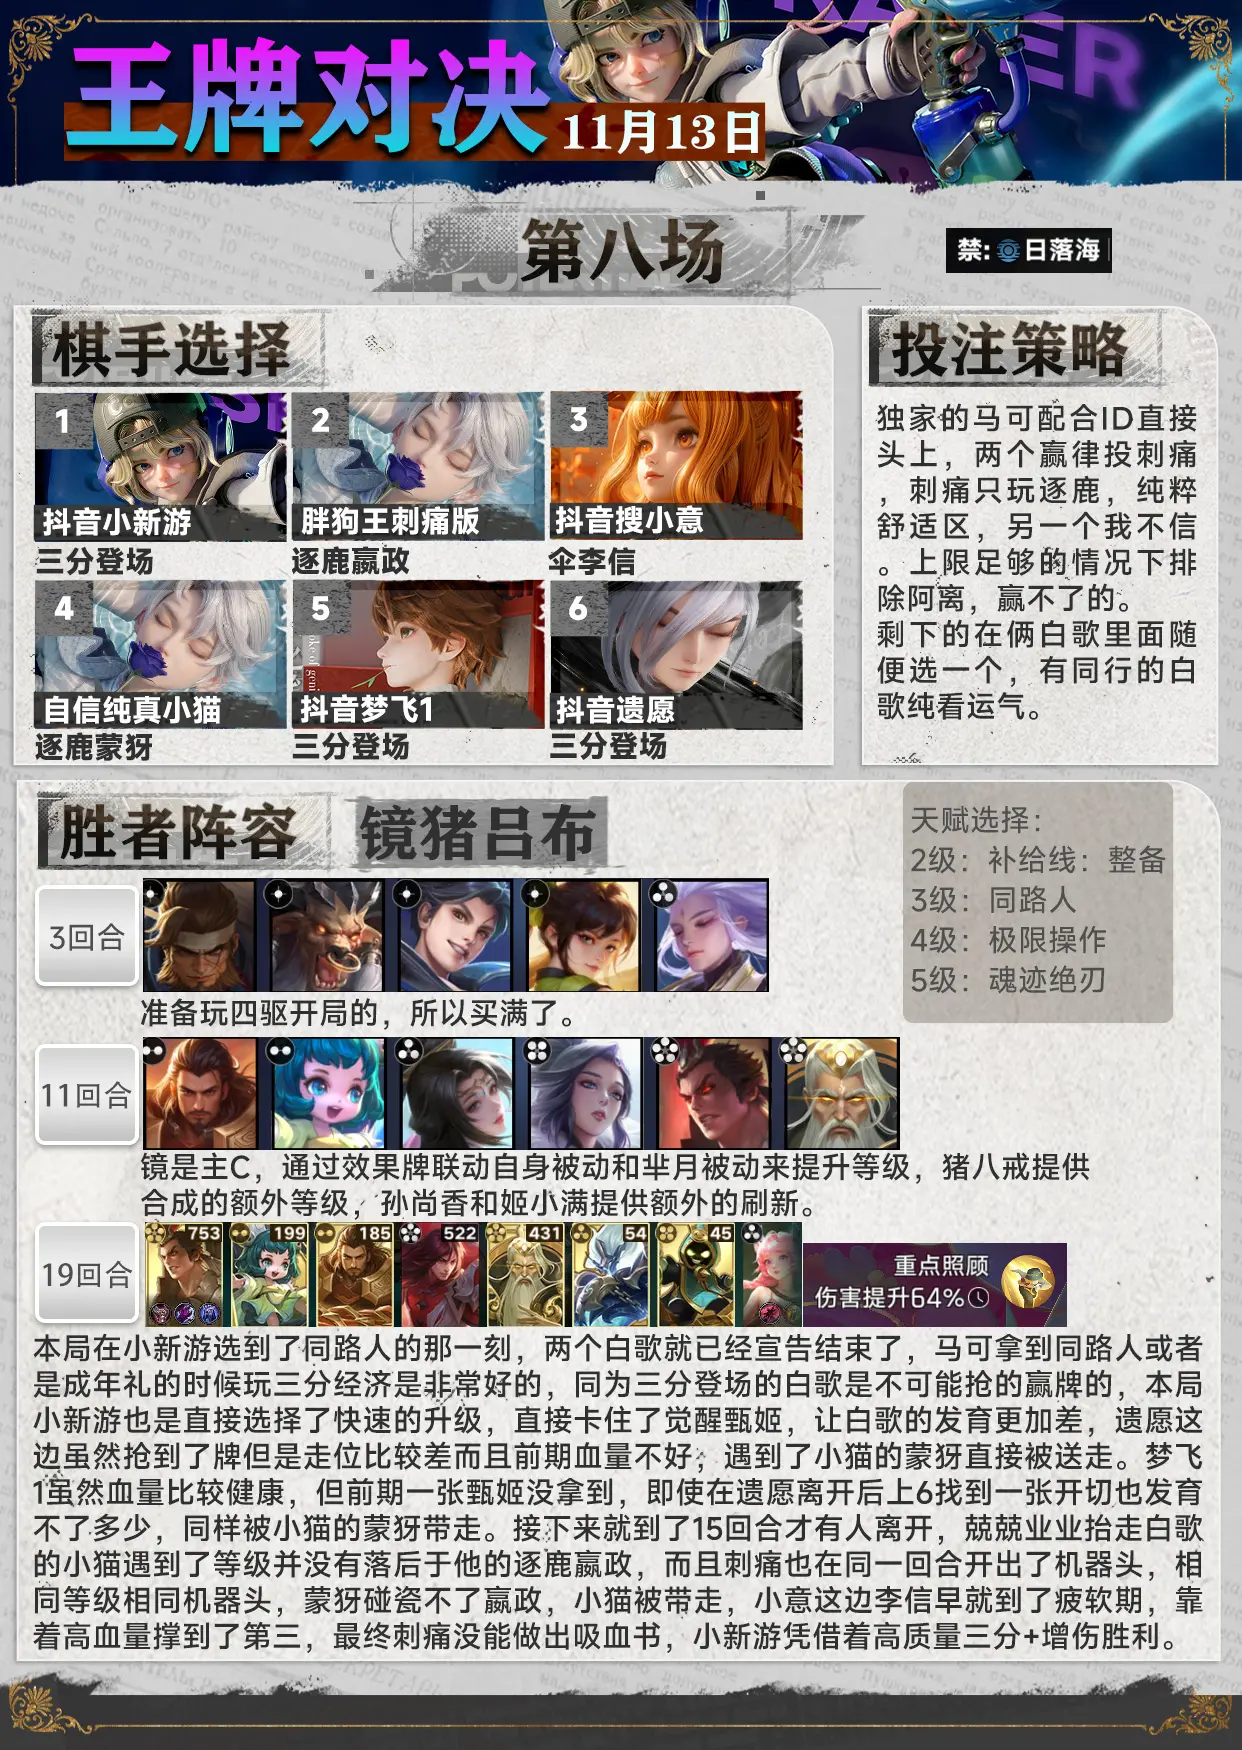 王牌对决
11月13日
第八场
禁:日落海
棋手选择
1
2
3
抖音小新游
胖狗王刺痛版
抖音搜小意
三分登场
逐鹿嬴政
伞李信
4
5
6
自信纯真小猫
抖音梦飞1
抖音遗愿
逐鹿蒙犽
三分登场
三分登场
投注策略
独家的马可配合ID直接
头上，两个赢律投刺痛
，刺痛只玩逐鹿，纯粹
舒适区，另一个我不信
。上限足够的情况下排
除阿离，赢不了的。
剩下的在俩白歌里面随
便选一个，有同行的白
歌纯看运气。
胜者阵容
镜猪吕布
天赋选择：
2级：补给线：整备
3级：同路人
4级：极限操作
5级：魂迹绝刃
3回合
准备玩四驱开局的，所以买满了。
11回合
镜是主C，通过效果牌联动自身被动和芈月被动来提升等级，猪八戒提供
合成的额外等级，孙尚香和姬小满提供额外的刷新。
19回合
753
199
185
522
431
54
45
重点照顾
伤害提升64%
本局在小新游选到了同路人的那一刻，两个白歌就已经宣告结束了，马可拿到同路人或者
是成年礼的时候玩三分经济是非常好的，同为三分登场的白歌是不可能抢的赢牌的，本局
小新游也是直接选择了快速的升级，直接卡住了觉醒甄姬，让白歌的发育更加差，遗愿这
边虽然抢到了牌但是走位比较差而且前期血量不好，遇到了小猫的蒙犽直接被送走。梦飞
1虽然血量比较健康，但前期一张甄姬没拿到，即使在遗愿离开后上6找到一张开切也发育
不了多少，同样被小猫的蒙犽带走。接下来就到了15回合才有人离开，兢兢业业抬走白歌
的小猫遇到了等级并没有落后于他的逐鹿嬴政，而且刺痛也在同一回合开出了机器头，相
同等级相同机器头，蒙犽碰瓷不了嬴政，小猫被带走，小意这边李信早就到了疲软期，靠
着高血量撑到了第三，最终刺痛没能做出吸血书，小新游凭借着高质量三分+增伤胜利。